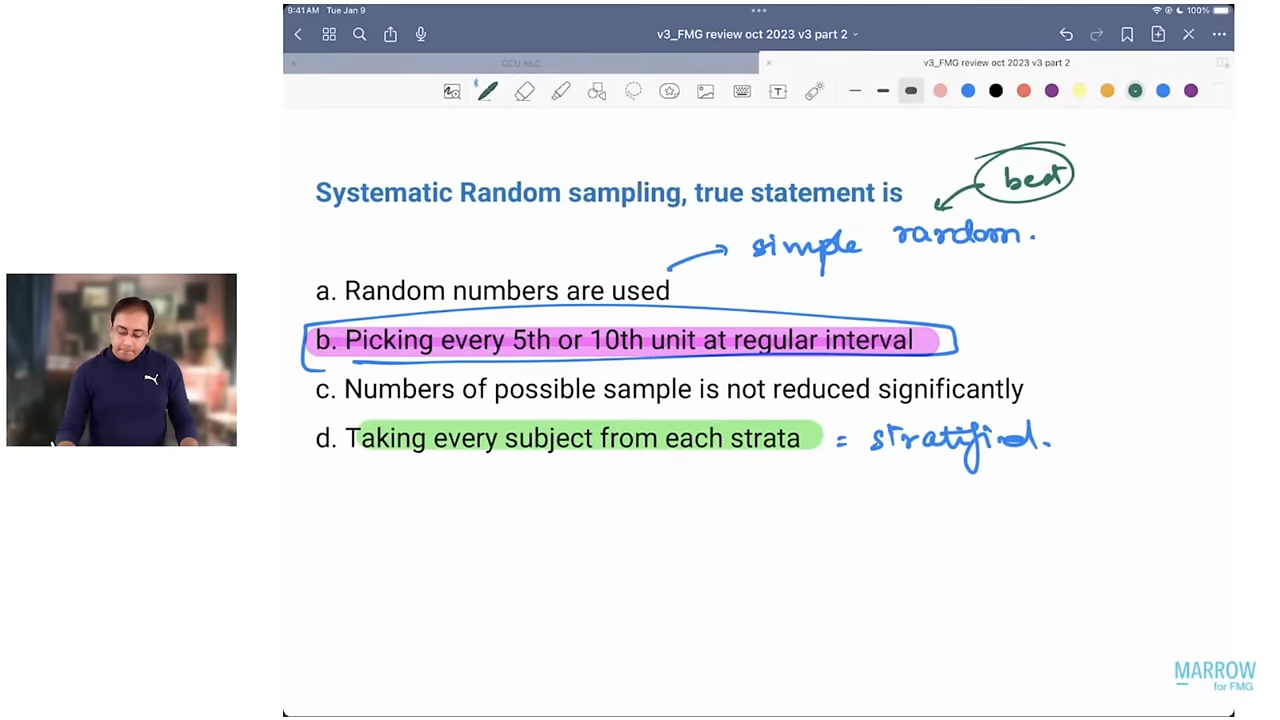 9:41 AM Tue Jan 9
100%
v3_FMG review oct 2023 v3 part 2
CCU NLC
v3_FMG review oct 2023 v3 part 2
best
Systematic Random sampling, true statement is
simple random.
a. Random numbers are used
b. Picking every 5th or 10th unit at regular interval
c. Numbers of possible sample is not reduced significantly
d. Taking every subject from each strata = stratified.
MARROW
for FMG